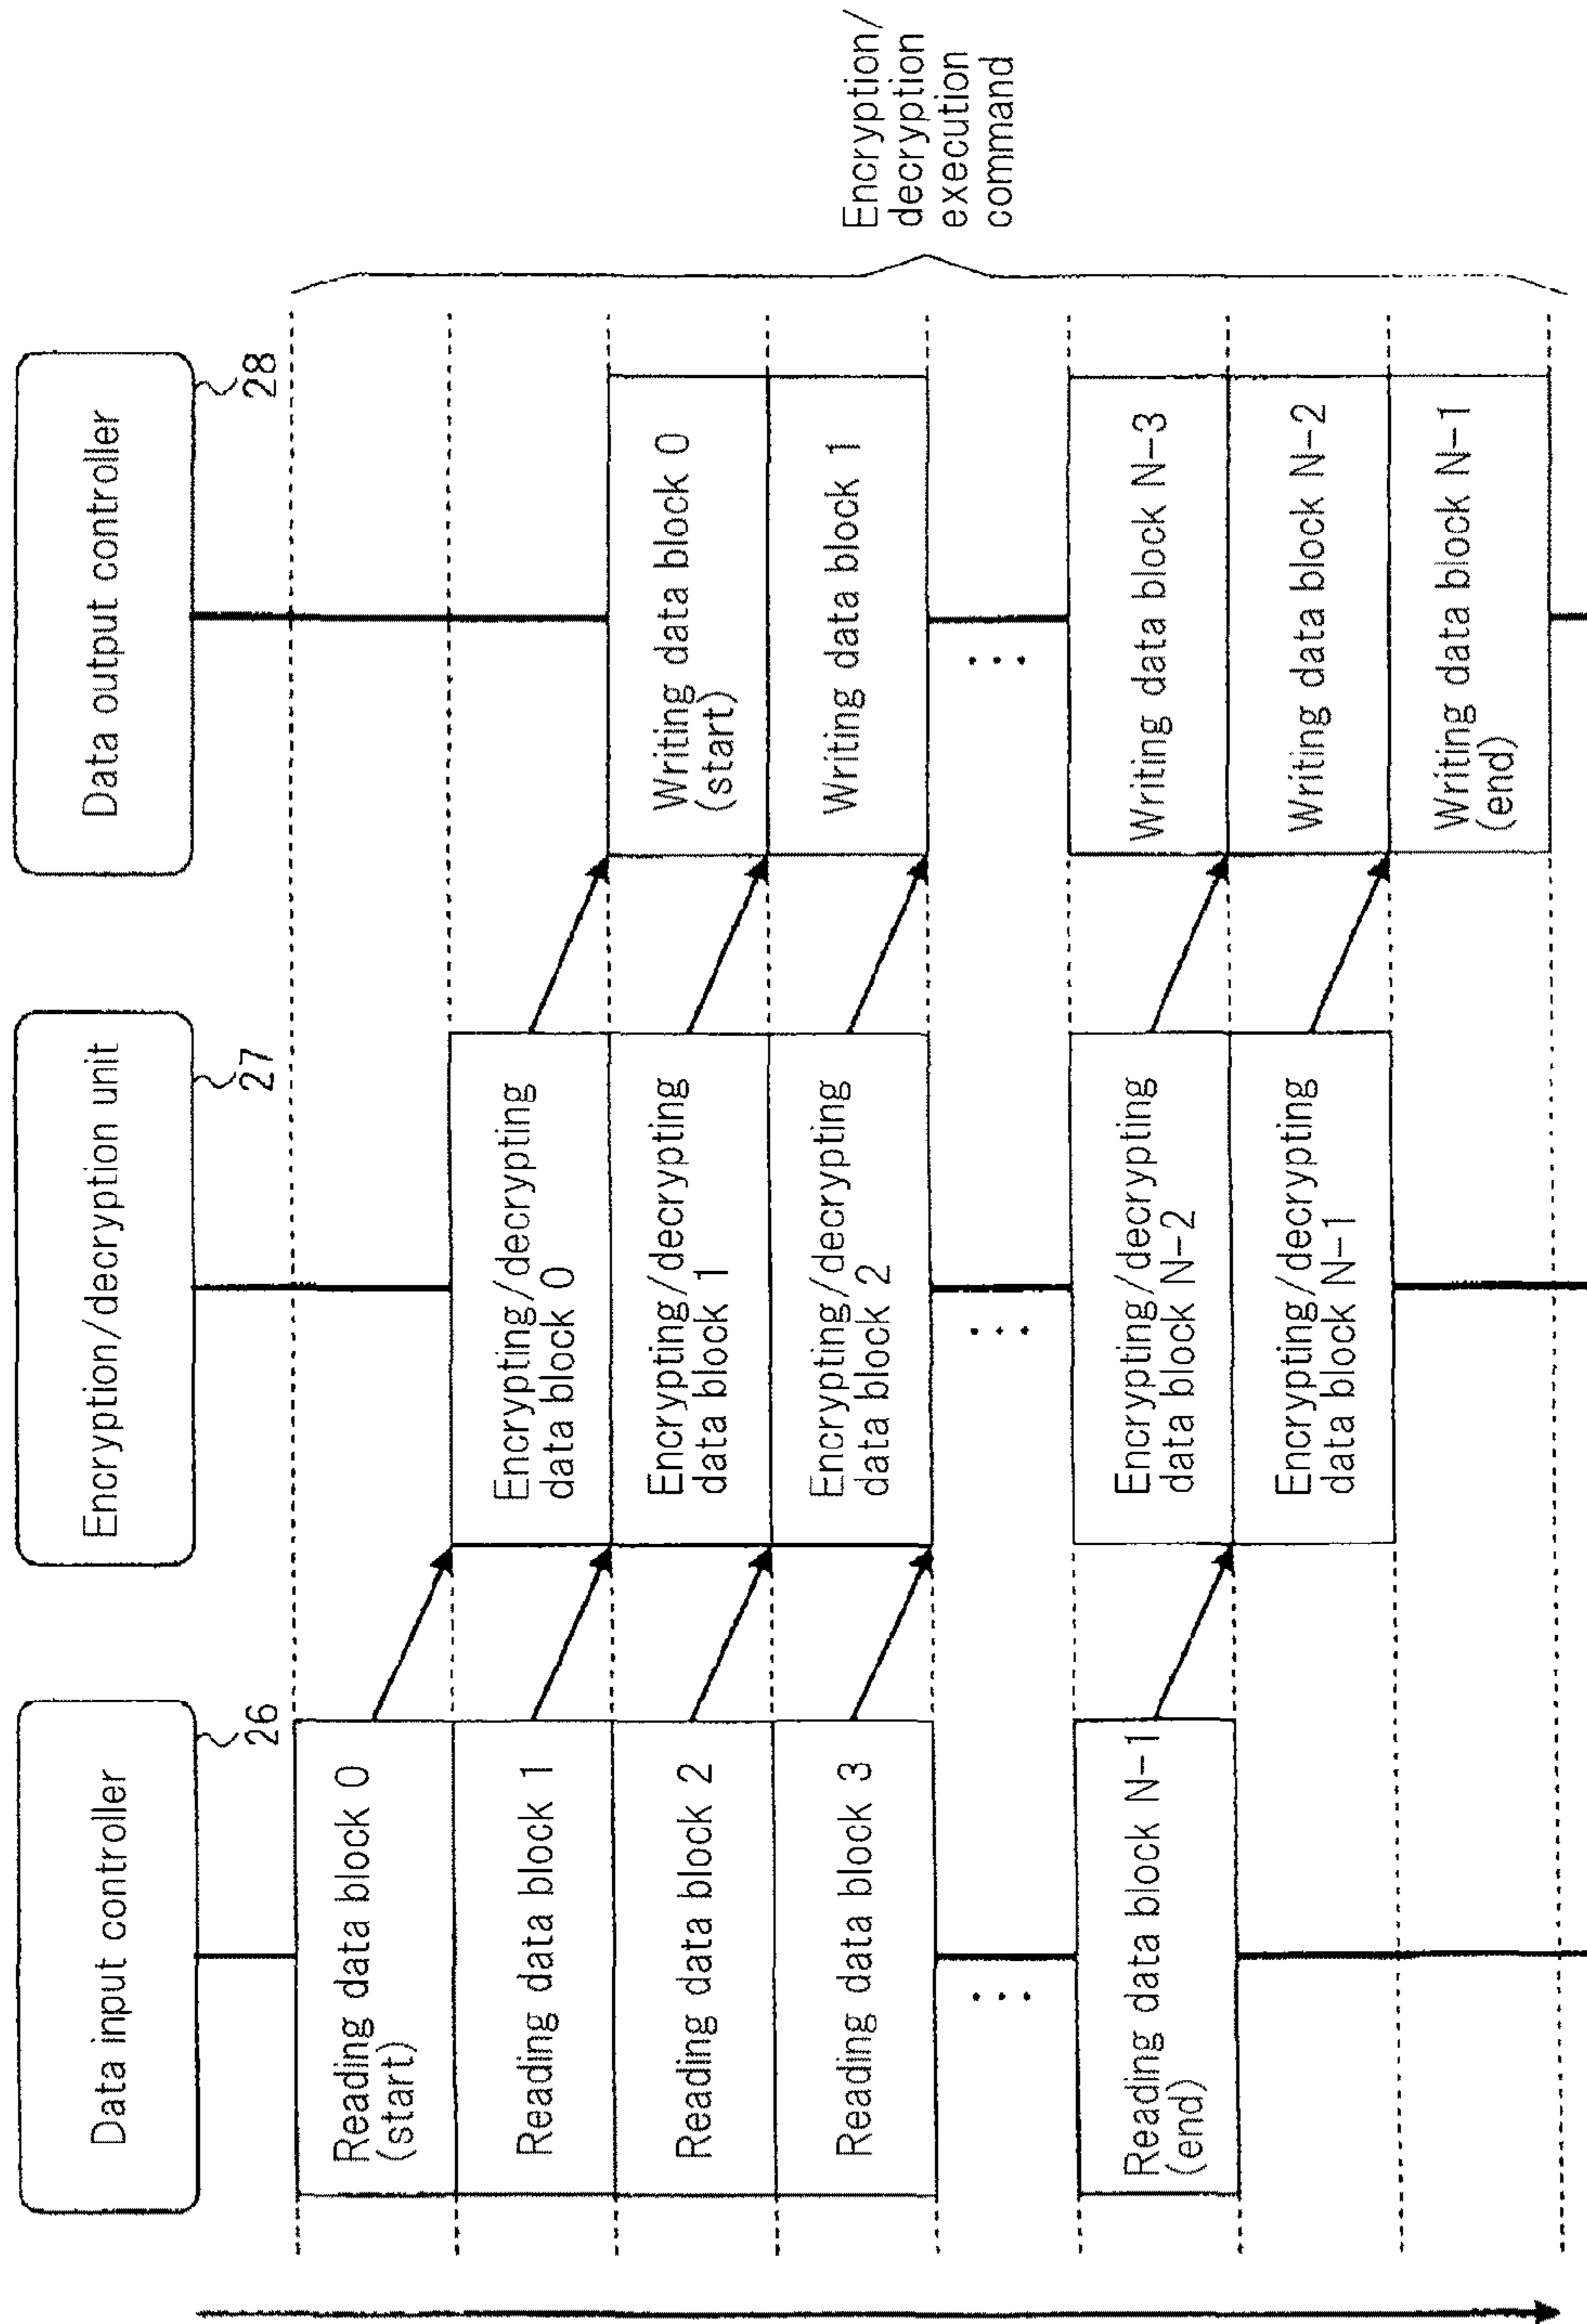 Data input controller
26
Reading data block 0
(start)
Reading data block 1
Reading data block 2
Reading data block 3
...
Reading data block N-1
(end)
Encryption/decryption unit
27
Encrypting/decrypting
data block 0
Encrypting/decrypting
data block 1
Encrypting/decrypting
data block 2
...
Encrypting/decrypting
data block N-2
Encrypting/decrypting
data block N-1
Data output controller
28
Writing data block 0
(start)
Writing data block 1
...
Writing data block N-3
Writing data block N-2
Writing data block N-1
(end)
Encryption/
decryption
execution
command